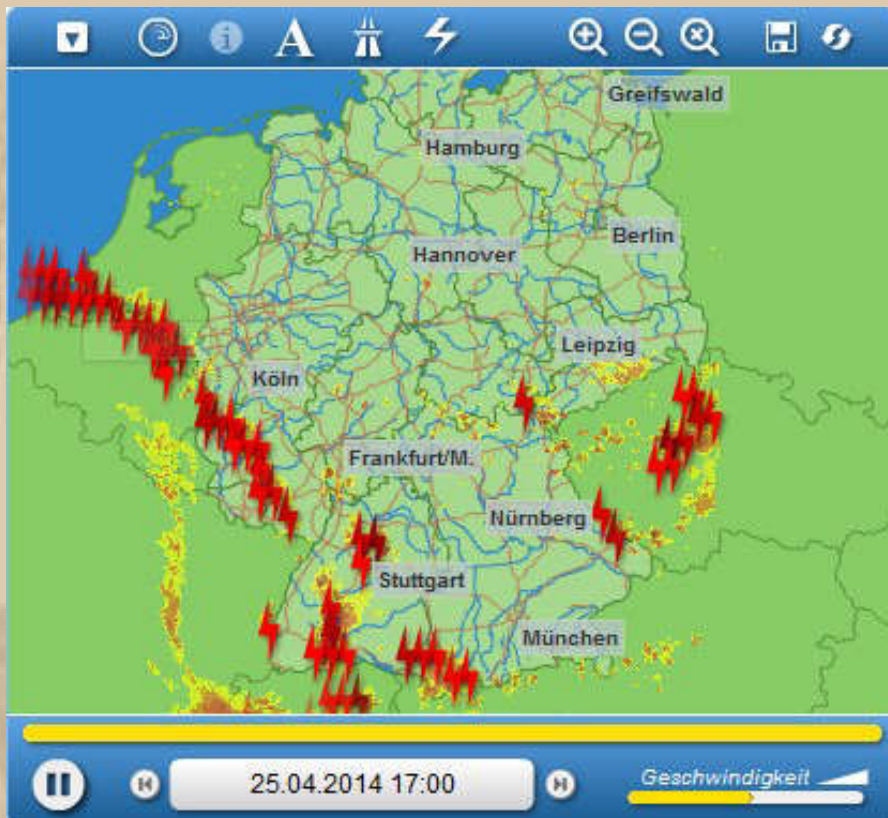 A
Greifswald
Hamburg
Berlin
Hannover
Leipzig
Köln
Frankfurt/M.
Nürnberg
Stuttgart
München
25.04.2014 17:00
Geschwindigkeit